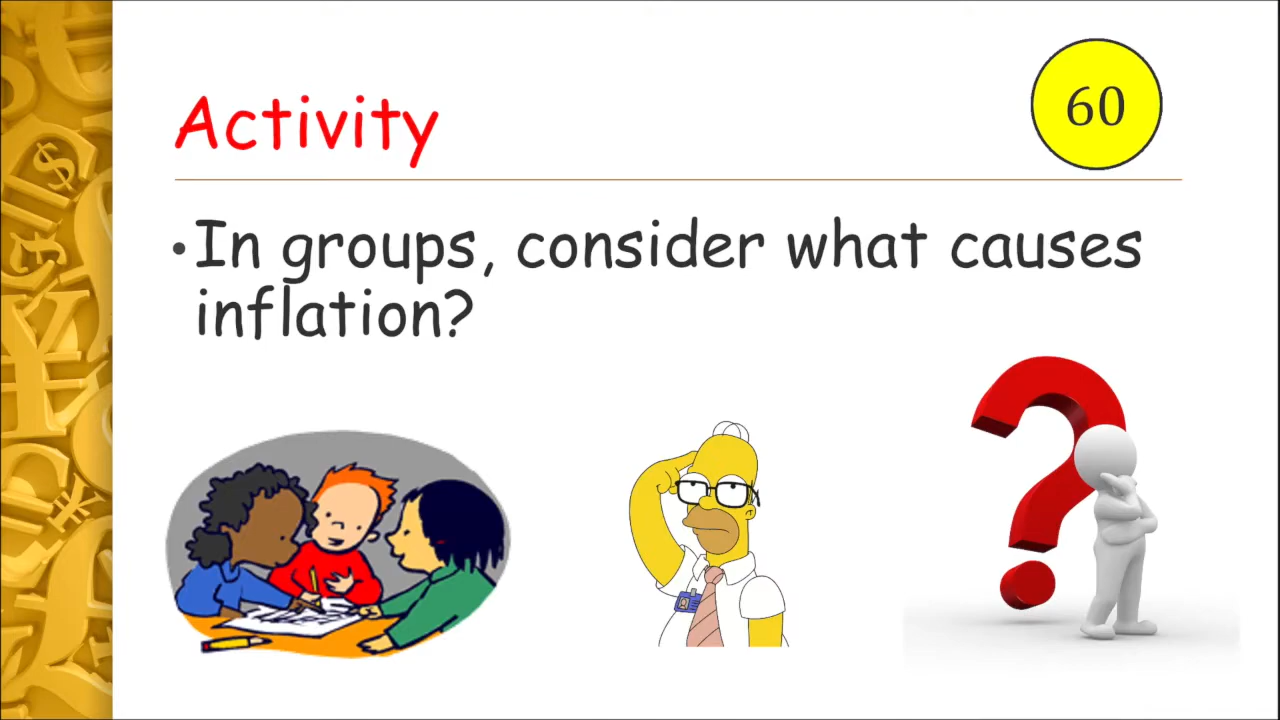 Activity
60
•In groups, consider what causes
inflation?